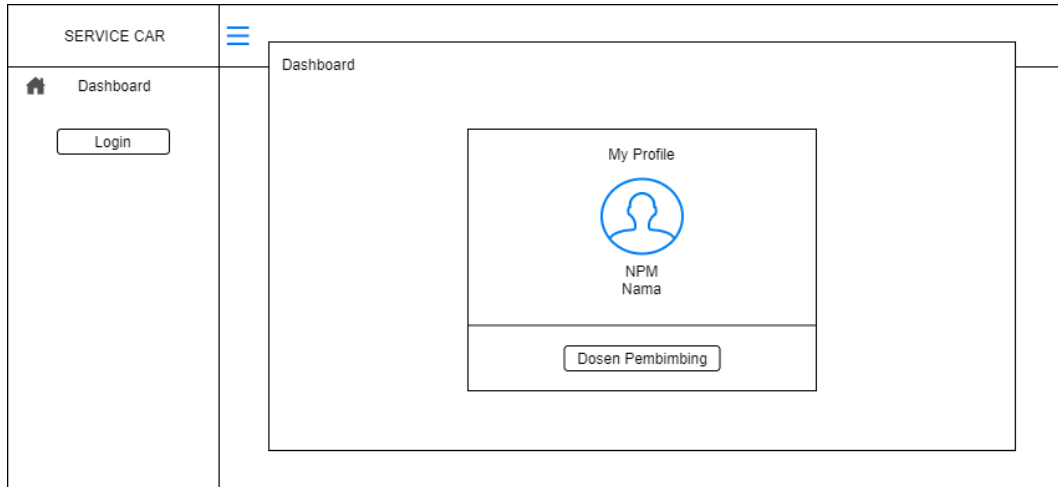 SERVICE CAR
Dashboard
Login
Dashboard
My Profile
NPM
Nama
Dosen Pembimbing